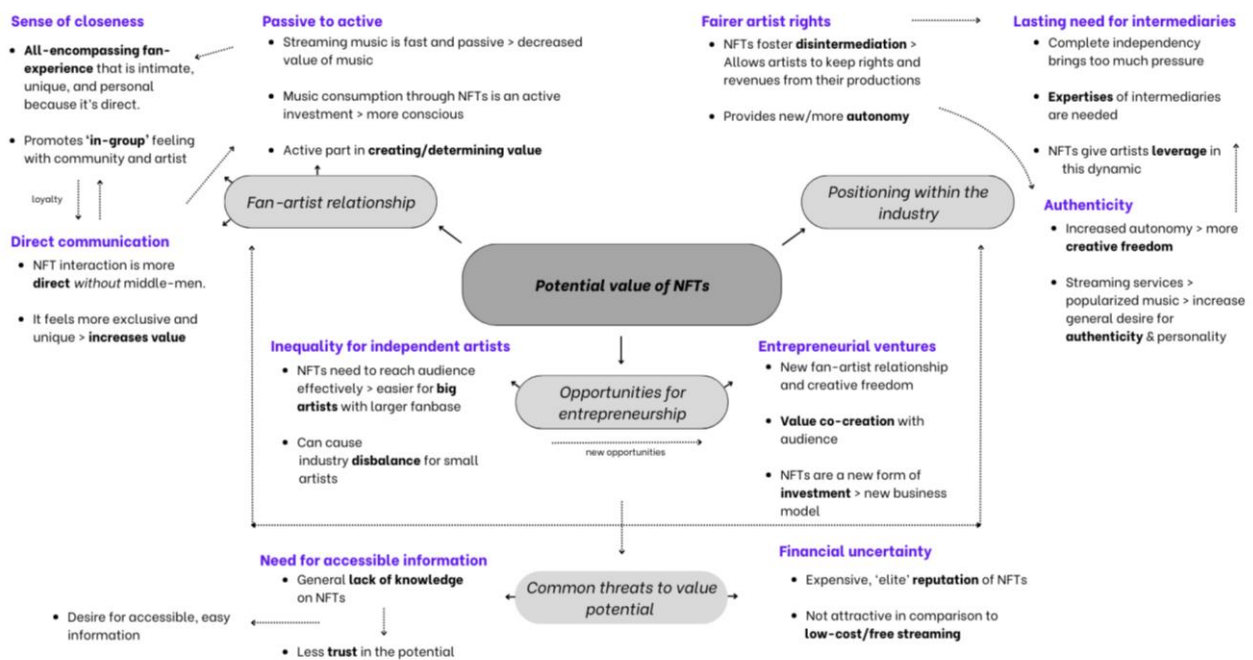 Sense of closeness
• All-encompassing fan-
experience that is intimate,
unique, and personal
because it's direct.
• Promotes 'in-group' feeling
with community and artist
loyalty
Direct communication
• NFT interaction is more
direct without middle-men.
• It feels more exclusive and
unique > increases value
Passive to active
• Streaming music is fast and passive > decreased
value of music
• Music consumption through NFTs is an active
investment > more conscious
• Active part in creating/determining value
Fan-artist relationship
Fairer artist rights
• NFTs foster disintermediation >
Allows artists to keep rights and
revenues from their productions
• Provides new/more autonomy
Positioning within the
industry
Lasting need for intermediaries
• Complete independency
brings too much pressure
• Expertises of intermediaries
are needed
• NFTs give artists leverage in
this dynamic
Authenticity
• Increased autonomy > more
creative freedom
• Streaming services >
popularized music > increase
general desire for
authenticity & personality
Potential value of NFTs
Inequality for independent artists
• NFTs need to reach audience
effectively > easier for big
artists with larger fanbase
• Can cause
industry disbalance for small
artists
Opportunities for
entrepreneurship
new opportunities
Entrepreneurial ventures
• New fan-artist relationship
and creative freedom
• Value co-creation with
audience
• NFTs are a new form of
investment > new business
model
Need for accessible information
• General lack of knowledge
on NFTs
• Desire for accessible, easy
information
• Less trust in the potential
Common threats to value
potential
Financial uncertainty
• Expensive, 'elite' reputation of NFTs
• Not attractive in comparison to
low-cost/free streaming